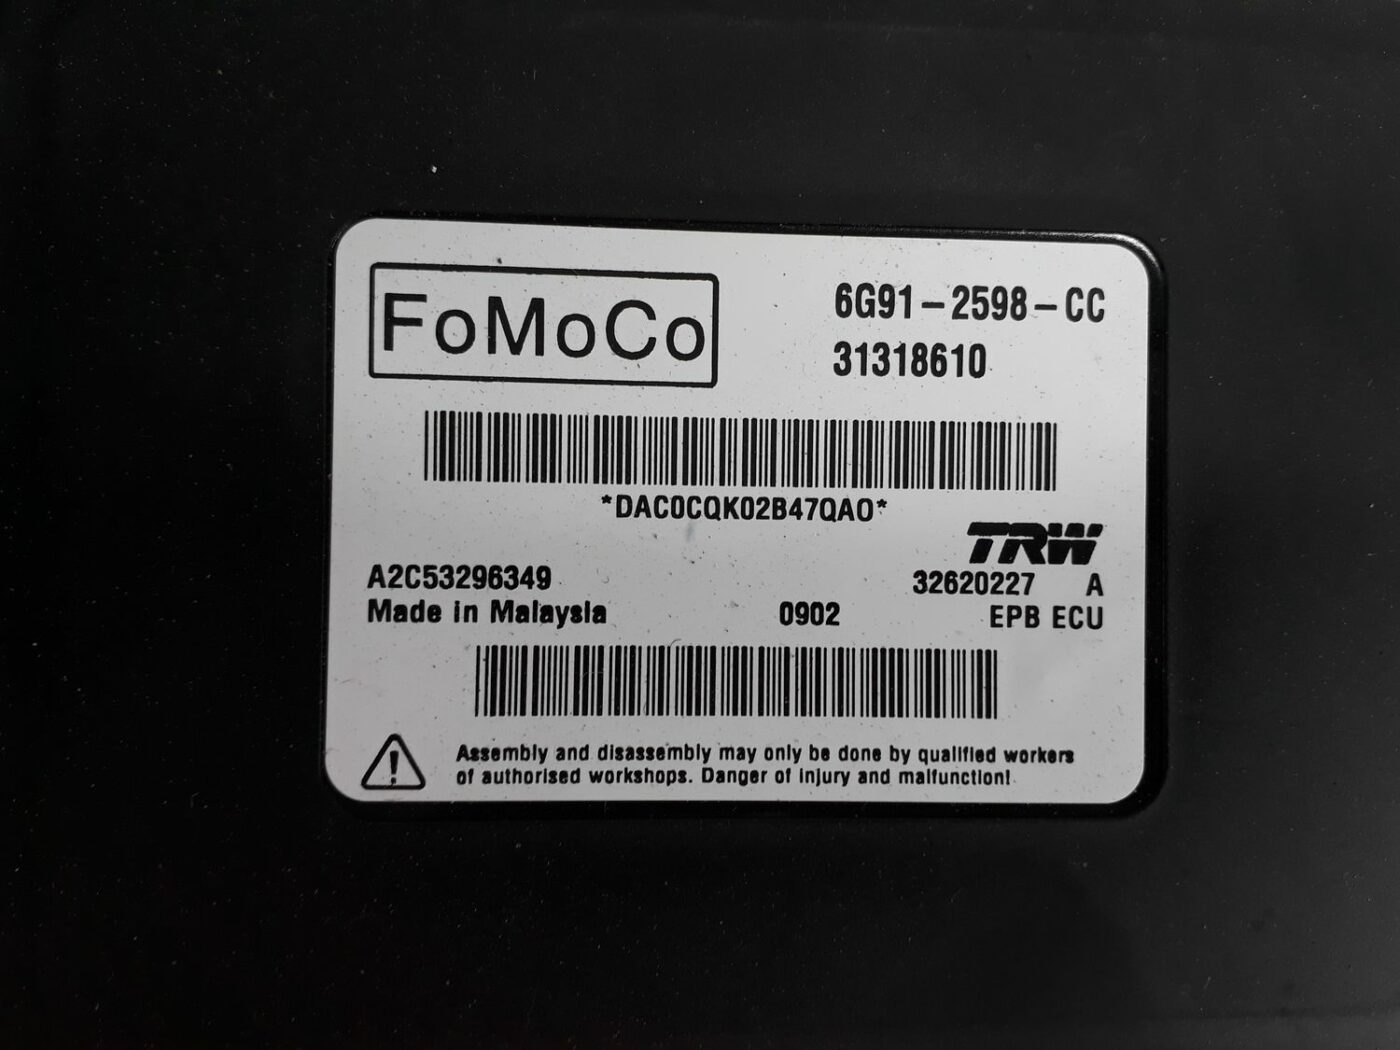 FoMoCo
6G91-2598-CC
31318610
*DAC0CQK02B47QA0*
TRW
A2C53296349
32620227 A
Made in Malaysia
0902
EPB ECU
Assembly and disassembly may only be done by qualified workers
of authorised workshops. Danger of injury and malfunction!